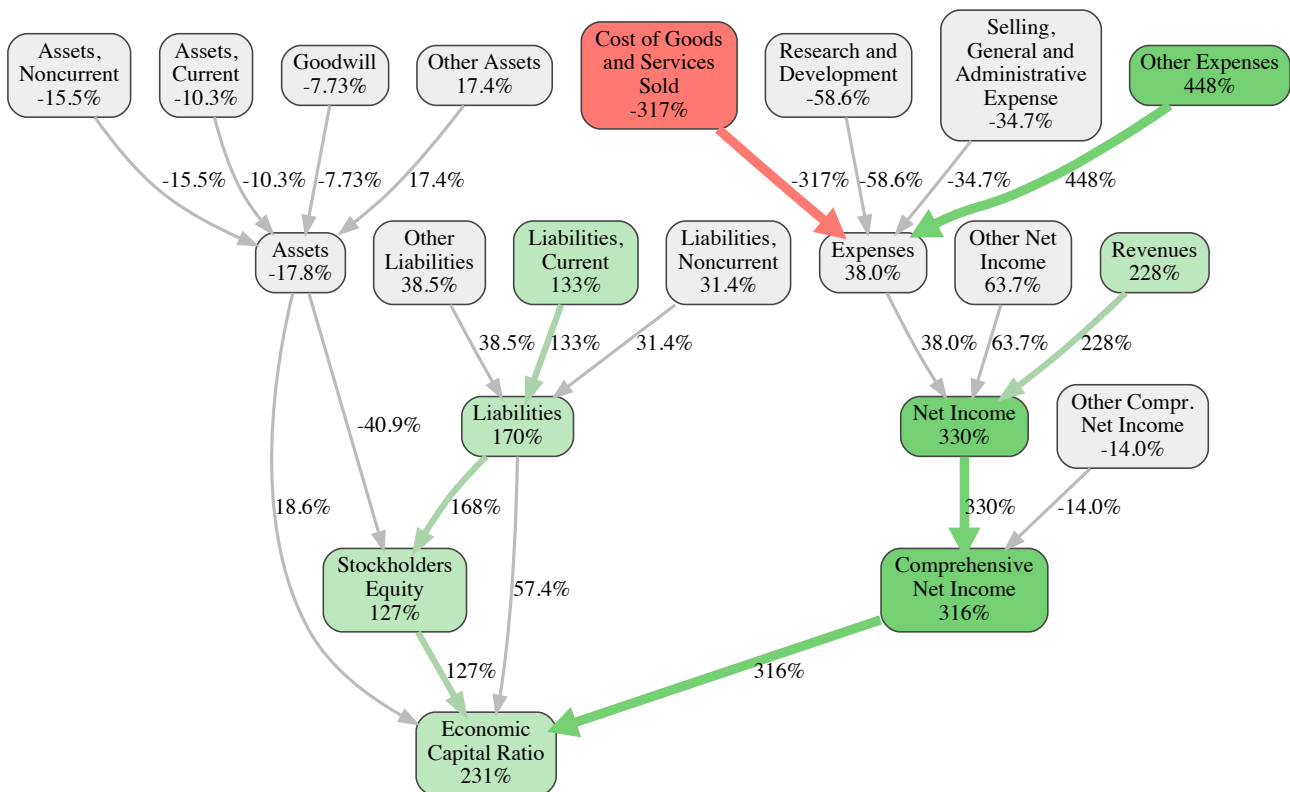 Assets,
Noncurrent
-15.5%
Assets,
Current
-10.3%
Goodwill
-7.73%
Other Assets
17.4%
Cost of Goods
and Services
Sold
-317%
Research and
Development
-58.6%
Selling,
General and
Administrative
Expense
-34.7%
Other Expenses
448%
-15.5%
-10.3%
-7.73%
17.4%
-317%
-58.6%
-34.7%
448%
Assets
-17.8%
Other
Liabilities
38.5%
Liabilities,
Current
133%
Liabilities,
Noncurrent
31.4%
Expenses
38.0%
Other Net
Income
63.7%
Revenues
228%
38.5%
133%
31.4%
38.0%
63.7%
228%
-40.9%
Liabilities
170%
Net Income
330%
Other Compr.
Net Income
-14.0%
18.6%
168%
330%
-14.0%
Stockholders
Equity
127%
57.4%
Comprehensive
Net Income
316%
127%
316%
Economic
Capital Ratio
231%